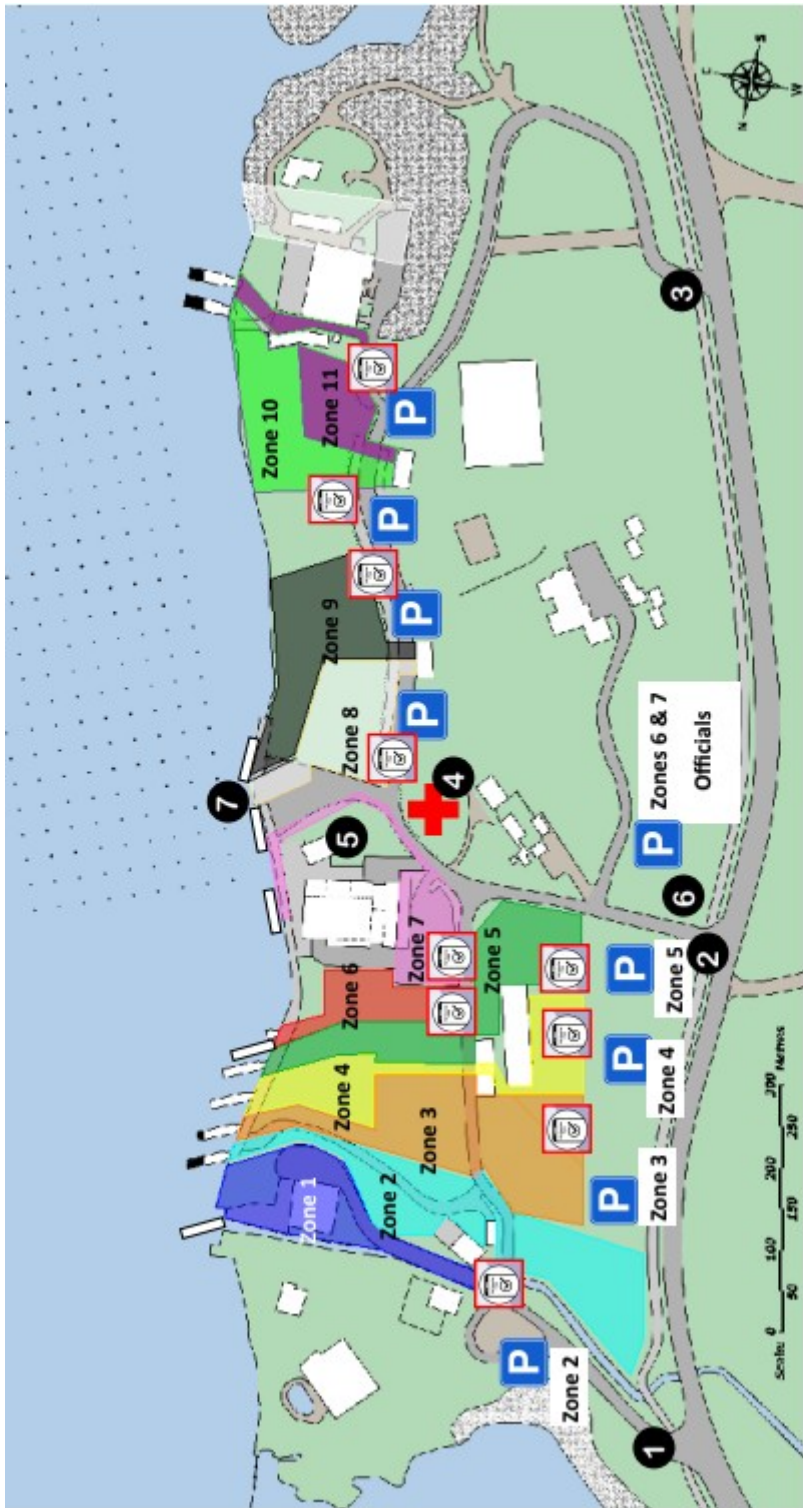 7
Zone 10
Zone 1
Zone 6
Zone 9
Zone 11
Zone 4
Zone 8
5
Zone 2
Zone 3
Zone 7
P
P
P
P
4
Zone 5
P
Zone 2
P
Zone 3
P
Zone 4
P
Zone 5
P
Zones 6 & 7
Officials
1
2
6
3
N
E
S
W
Scale: 0 50 100 150 200 250 300 Metres